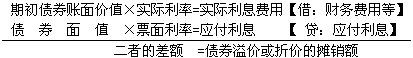 期初债券账面价值×实际利率=实际利息费用【借：财务费用等】
债 券 面 值 ×票面利率=应付利息 【 贷：应付利息】
二者的差额 =债券溢价或折价的摊销额